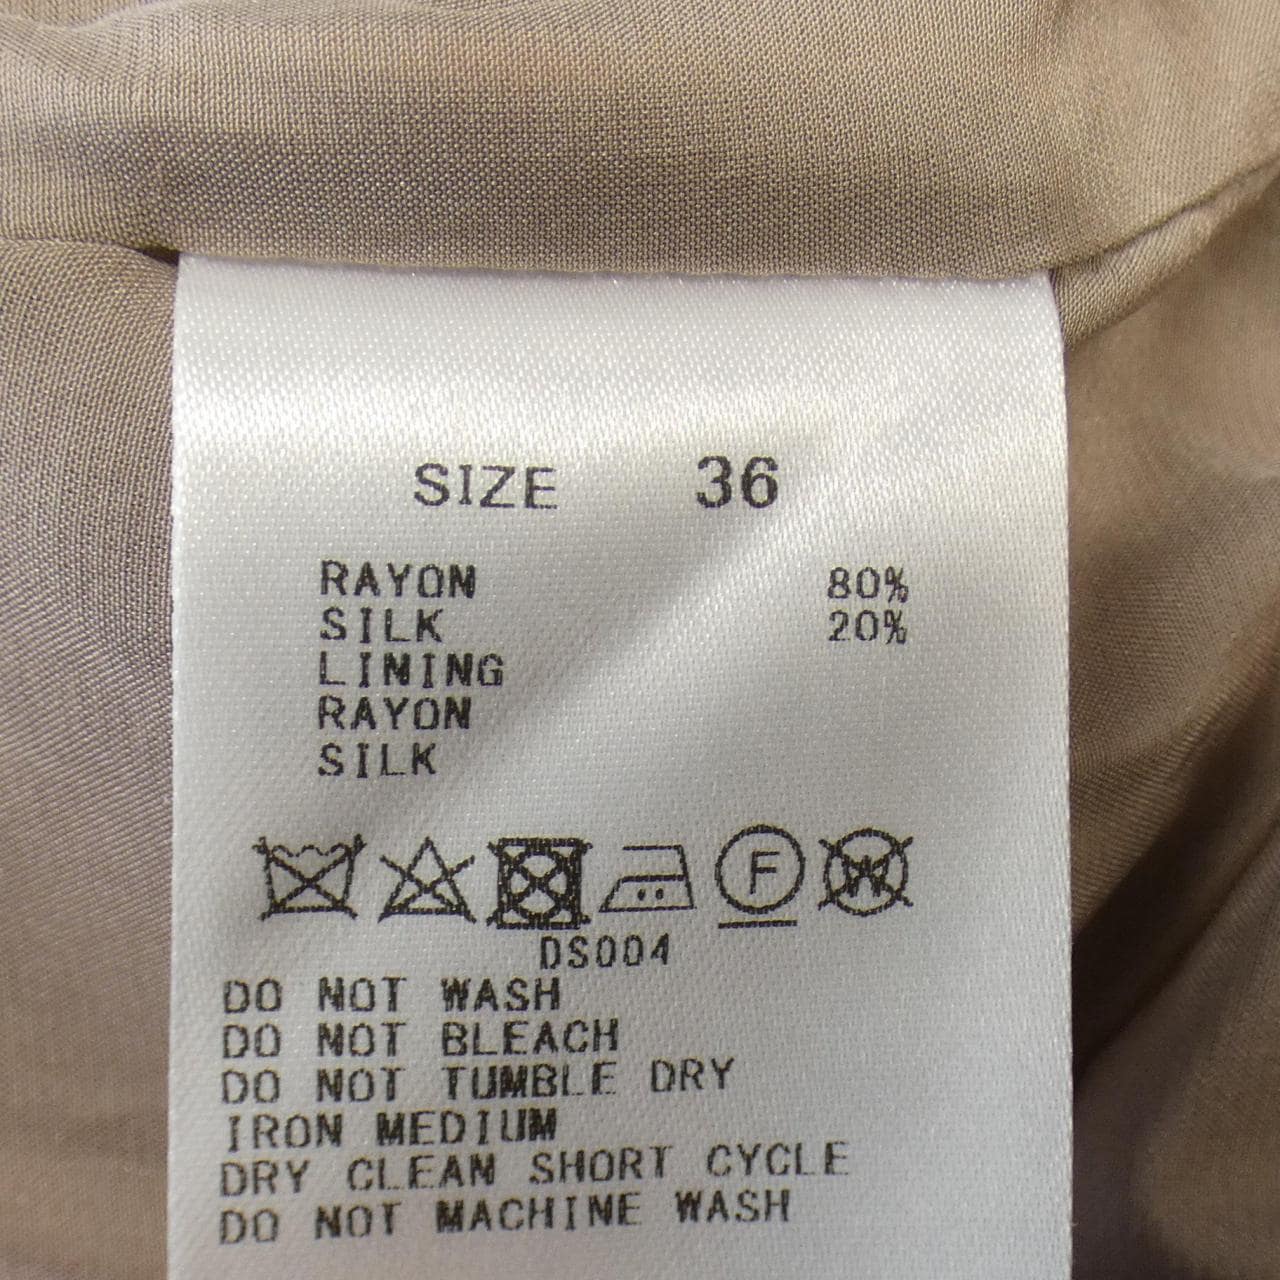 SIZE 36
RAYON 80%
SILK 20%
LINING
RAYON
SILK
F W
DS004
DO NOT WASH
DO NOT BLEACH
DO NOT TUMBLE DRY
IRON MEDIUM
DRY CLEAN SHORT CYCLE
DO NOT MACHINE WASH